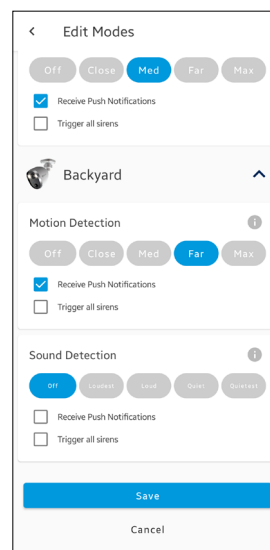 Edit Modes
Off Close Med Far Max
Receive Push Notifications
Trigger all sirens
Backyard
Motion Detection
Off Close Med Far Max
Receive Push Notifications
Trigger all sirens
Sound Detection
Off Loudest Loud Quiet Quietest
Receive Push Notifications
Trigger all sirens
Save
Cancel